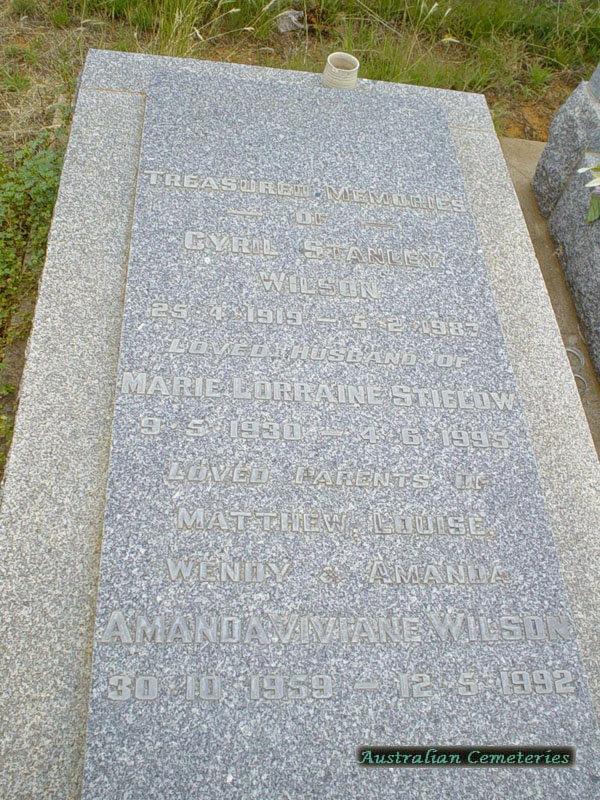 TREASURED MEMORIES
— OF —
CYRIL STANLEY
WILSON
25·4·1919 — 5·2·1987
LOVED HUSBAND OF
MARIE LORRAINE STIELOW
9·5·1930 — 4·6·1995
LOVED PARENTS OF
MATTHEW, LOUISE,
WENDY & AMANDA
AMANDA VIVIANE WILSON
30·10·1959 — 12·5·1992
Australian Cemeteries